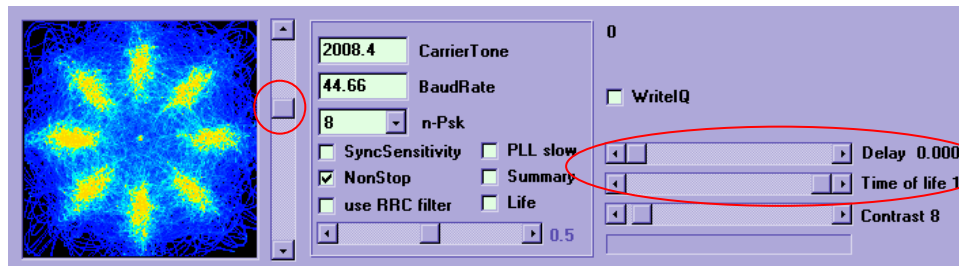 2008.4 CarrierTone
44.66 BaudRate
8 n-Psk
SyncSensitivity PLL slow
NonStop Summary
use RRC filter Life
0.5
0
WriteIQ
Delay 0.000
Time of life 1
Contrast 8